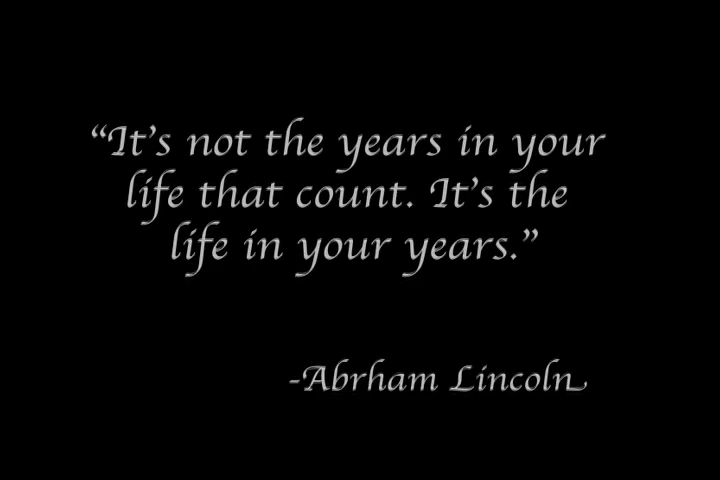 “It's not the years in your
life that count. It's the
life in your years.”
-Abrham Lincoln